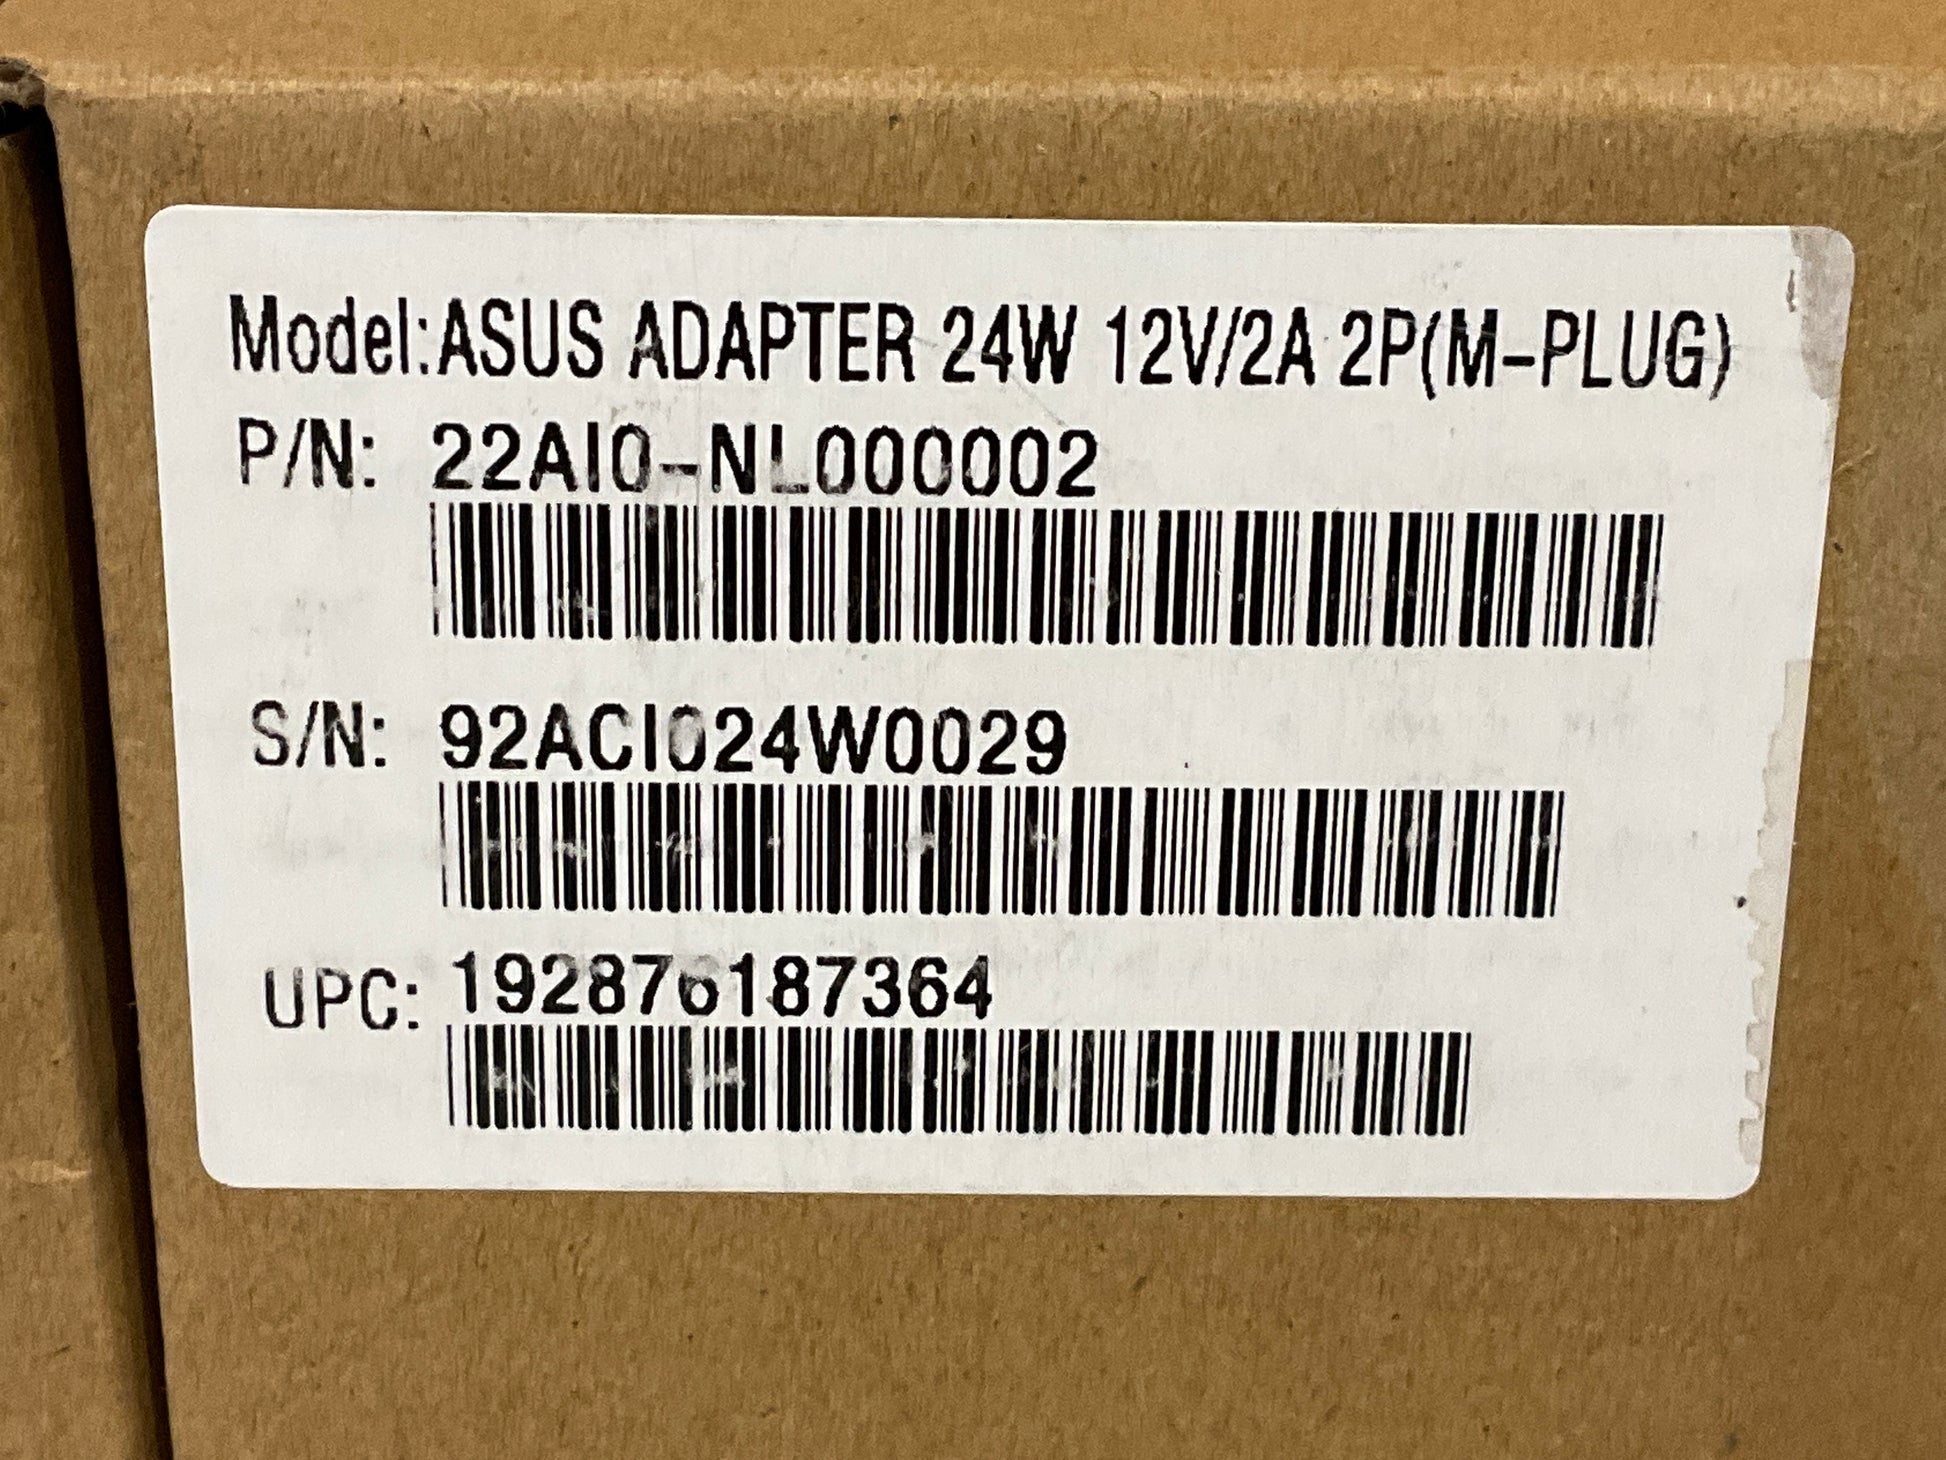 Model:ASUS ADAPTER 24W 12V/2A 2P(M-PLUG)
P/N: 22AI0-NL000002
S/N: 92ACI024W0029
UPC: 192876187364